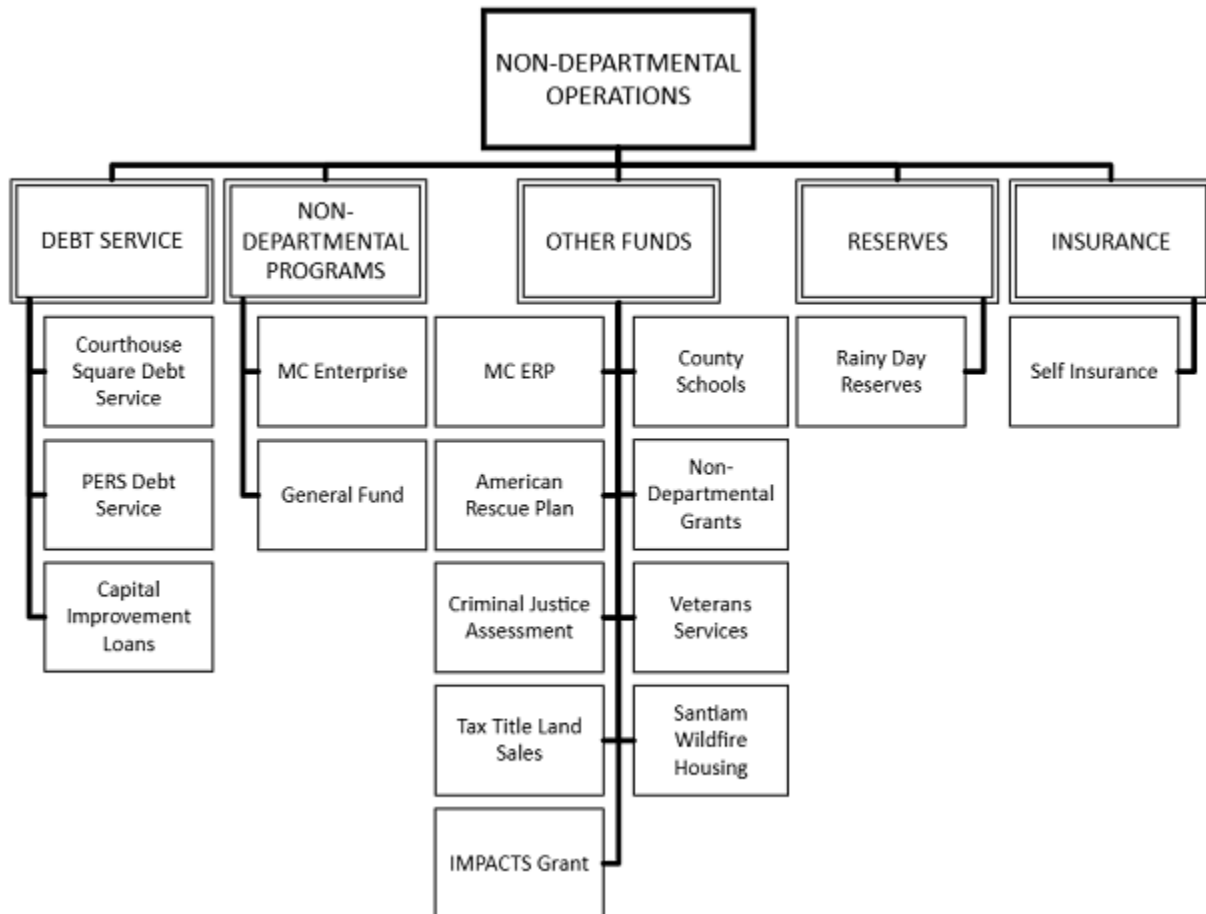 NON-DEPARTMENTAL
OPERATIONS
DEBT SERVICE
NON-
DEPARTMENTAL
PROGRAMS
OTHER FUNDS
RESERVES
INSURANCE
Courthouse
Square Debt
Service
MC Enterprise
MC ERP
County
Schools
Rainy Day
Reserves
Self Insurance
PERS Debt
Service
General Fund
American
Rescue Plan
Non-
Departmental
Grants
Capital
Improvement
Loans
Criminal Justice
Assessment
Veterans
Services
Tax Title Land
Sales
Santiam
Wildfire
Housing
IMPACTS Grant